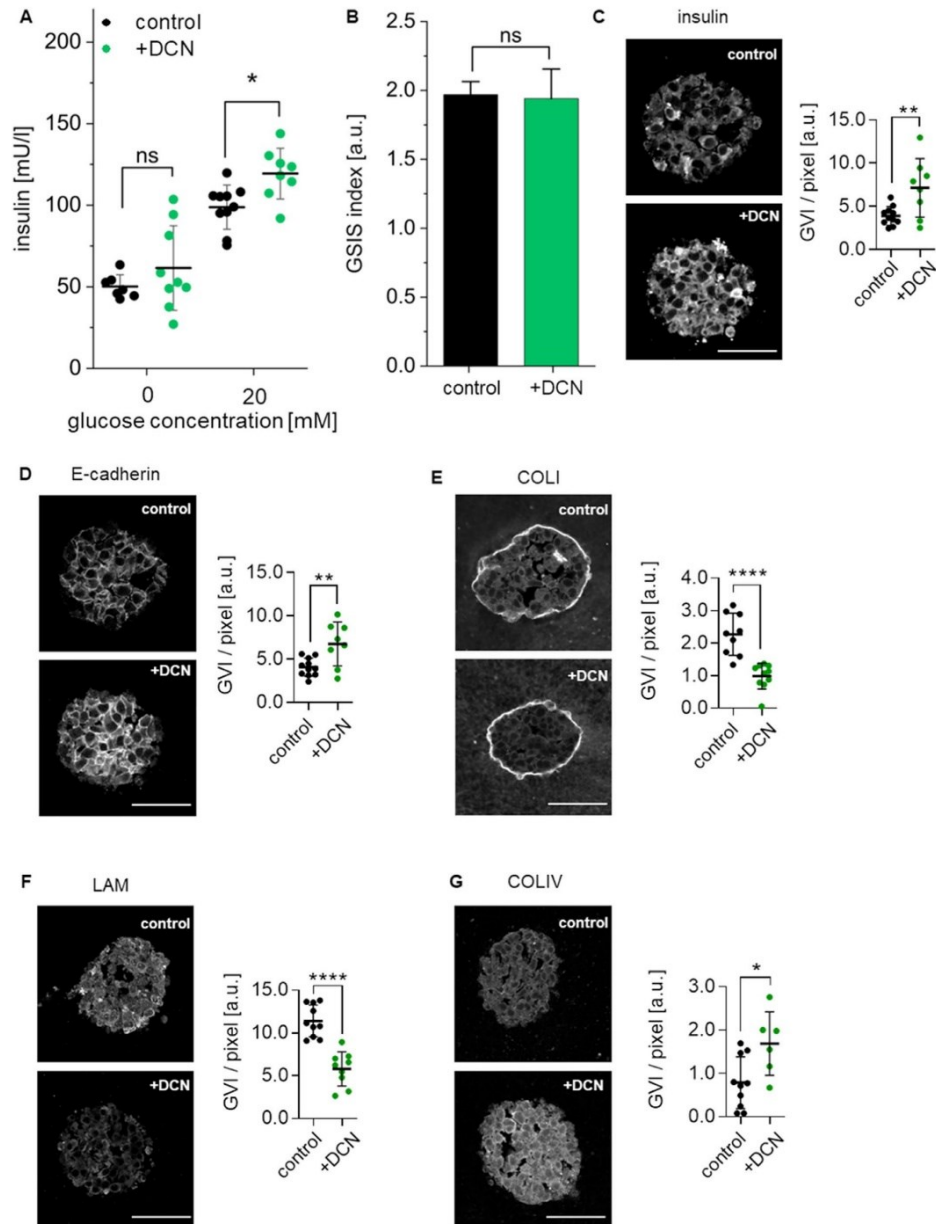 A
control
+DCN
insulin [mU/l]
200
150
100
50
0
ns
*
0
20
glucose concentration [mM]
B
GSIS index [a.u.]
2.5
2.0
1.5
1.0
0.5
0.0
ns
control
+DCN
C
insulin
control
+DCN
GVI / pixel [a.u.]
15.0
10.0
5.0
0.0
**
control
+DCN
D
E-cadherin
control
+DCN
GVI / pixel [a.u.]
15.0
10.0
5.0
0.0
**
control
+DCN
E
COLI
control
+DCN
GVI / pixel [a.u.]
4.0
3.0
2.0
1.0
0.0
****
control
+DCN
F
LAM
control
+DCN
GVI / pixel [a.u.]
15.0
10.0
5.0
0.0
****
control
+DCN
G
COLIV
control
+DCN
GVI / pixel [a.u.]
3.0
2.0
1.0
0.0
*
control
+DCN